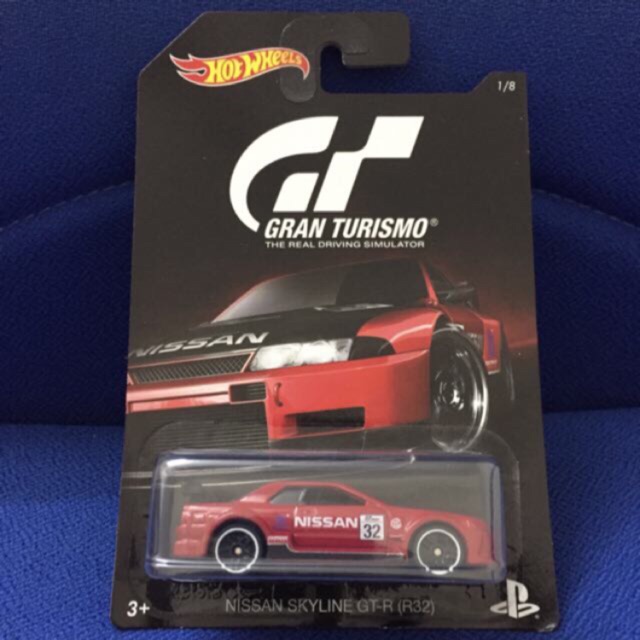 HOT WHEELS
1/8
GT
GRAN TURISMO®
THE REAL DRIVING SIMULATOR
NISSAN
NISSAN
32
3+
NISSAN SKYLINE GT-R (R32)